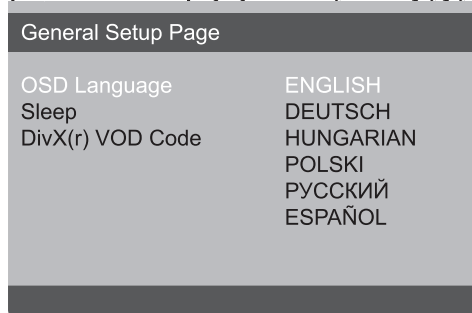 General Setup Page
OSD Language ENGLISH
Sleep DEUTSCH
DivX(r) VOD Code HUNGARIAN
POLSKI
РУССКИЙ
ESPAÑOL